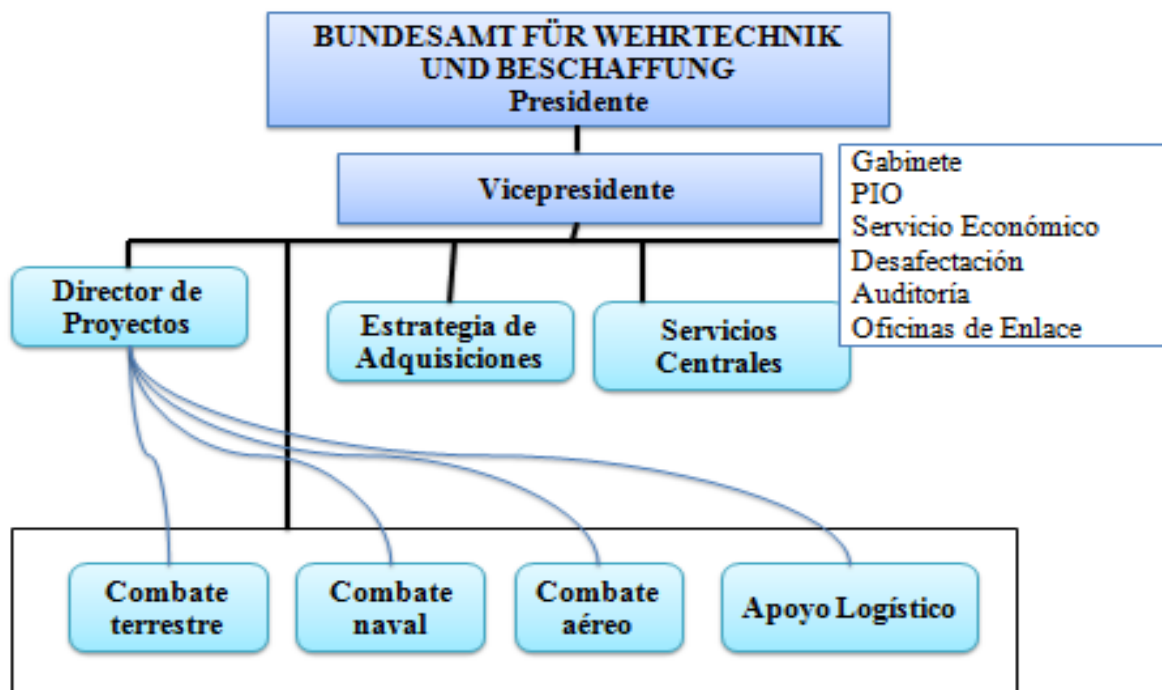 BUNDESAMT FÜR WEHRTECHNIK
UND BESCHAFFUNG
Presidente
Vicepresidente
Gabinete
PIO
Servicio Económico
Desafectación
Auditoría
Oficinas de Enlace
Director de
Proyectos
Estrategia de
Adquisiciones
Servicios
Centrales
Combate
terrestre
Combate
naval
Combate
aéreo
Apoyo Logístico